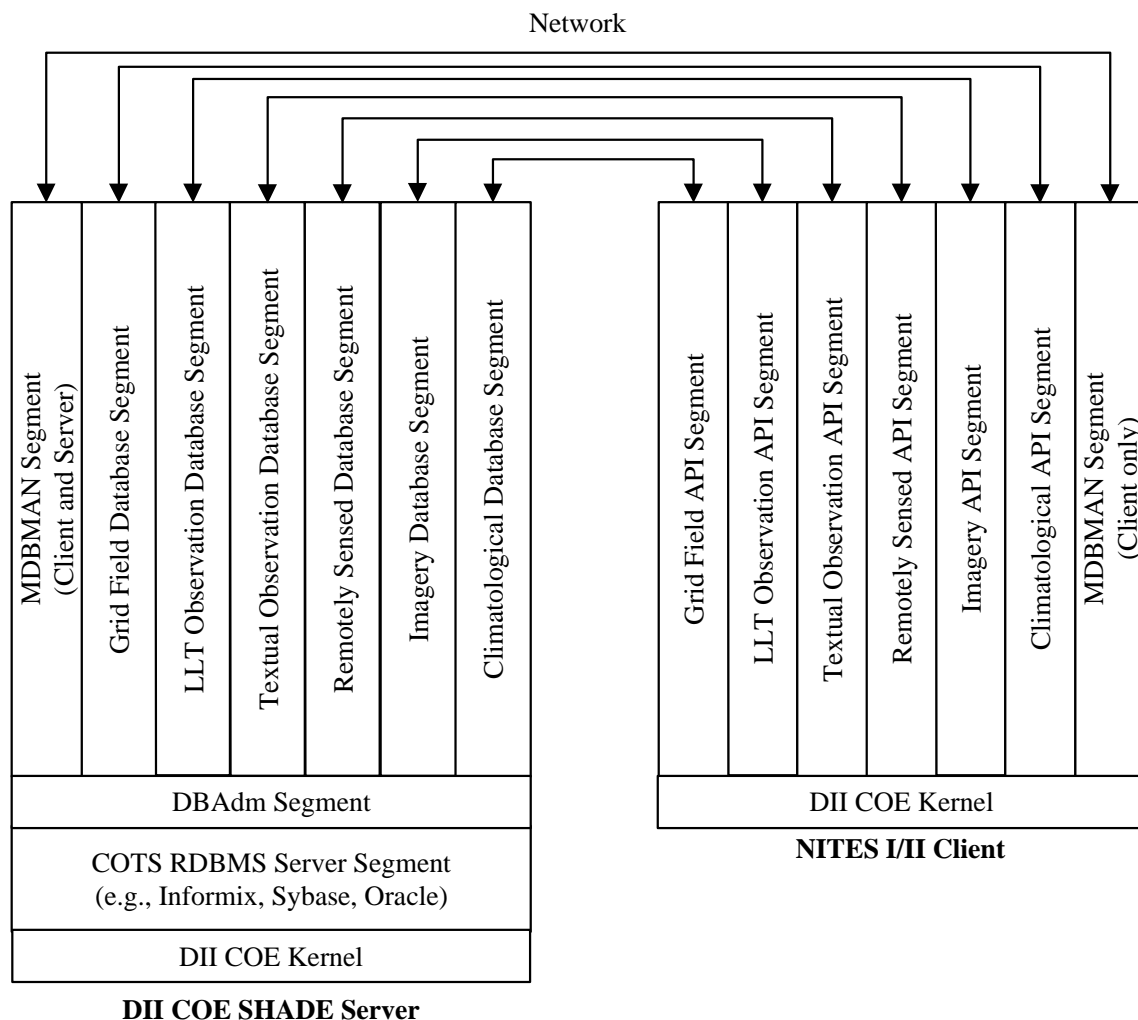 Network
MDBMAN Segment
(Client and Server)
Grid Field Database Segment
LLT Observation Database Segment
Textual Observation Database Segment
Remotely Sensed Database Segment
Imagery Database Segment
Climatological Database Segment
DBAdm Segment
COTS RDBMS Server Segment
(e.g., Informix, Sybase, Oracle)
DII COE Kernel
DII COE SHADE Server
Grid Field API Segment
LLT Observation API Segment
Textual Observation API Segment
Remotely Sensed API Segment
Imagery API Segment
Climatological API Segment
MDBMAN Segment
(Client only)
DII COE Kernel
NITES I/II Client